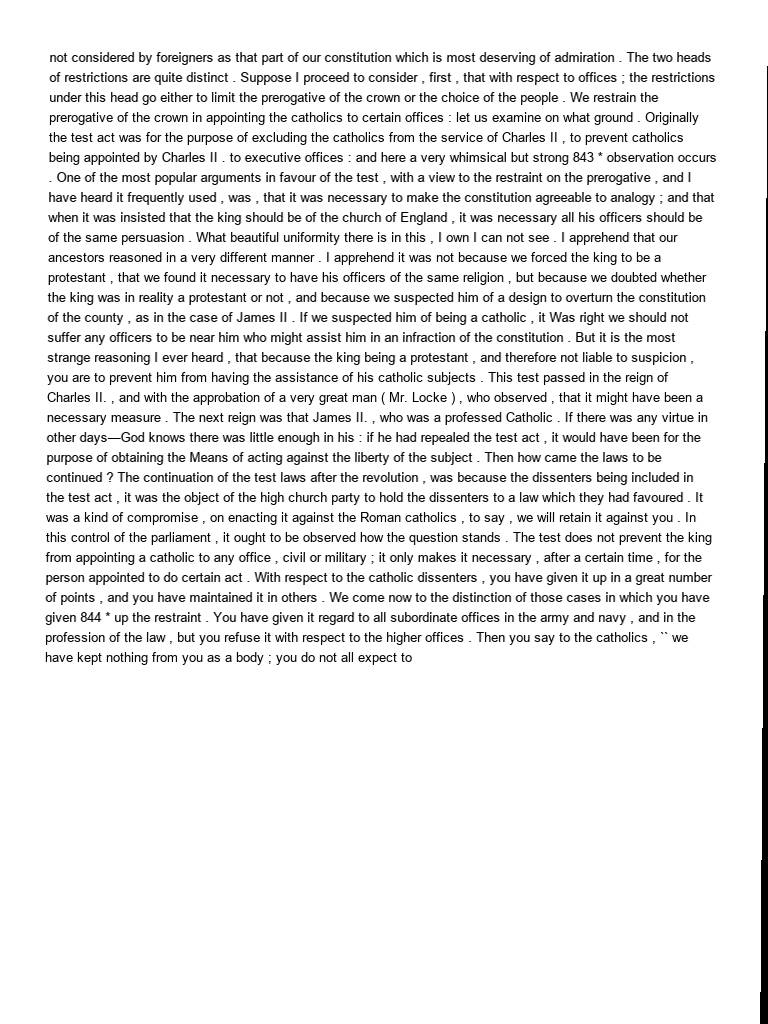 not considered by foreigners as that part of our constitution which is most deserving of admiration . The two heads
of restrictions are quite distinct . Suppose I proceed to consider , first , that with respect to offices ; the restrictions
under this head go either to limit the prerogative of the crown or the choice of the people . We restrain the
prerogative of the crown in appointing the catholics to certain offices : let us examine on what ground . Originally
the test act was for the purpose of excluding the catholics from the service of Charles II , to prevent catholics
being appointed by Charles II . to executive offices : and here a very whimsical but strong 843 * observation occurs
. One of the most popular arguments in favour of the test , with a view to the restraint on the prerogative , and I
have heard it frequently used , was , that it was necessary to make the constitution agreeable to analogy ; and that
when it was insisted that the king should be of the church of England , it was necessary all his officers should be
of the same persuasion . What beautiful uniformity there is in this , I own I can not see . I apprehend that our
ancestors reasoned in a very different manner . I apprehend it was not because we forced the king to be a
protestant , that we found it necessary to have his officers of the same religion , but because we doubted whether
the king was in reality a protestant or not , and because we suspected him of a design to overturn the constitution
of the county , as in the case of James II . If we suspected him of being a catholic , it Was right we should not
suffer any officers to be near him who might assist him in an infraction of the constitution . But it is the most
strange reasoning I ever heard , that because the king being a protestant , and therefore not liable to suspicion ,
you are to prevent him from having the assistance of his catholic subjects . This test passed in the reign of
Charles II. , and with the approbation of a very great man ( Mr. Locke ) , who observed , that it might have been a
necessary measure . The next reign was that James II. , who was a professed Catholic . If there was any virtue in
other days—God knows there was little enough in his : if he had repealed the test act , it would have been for the
purpose of obtaining the Means of acting against the liberty of the subject . Then how came the laws to be
continued ? The continuation of the test laws after the revolution , was because the dissenters being included in
the test act , it was the object of the high church party to hold the dissenters to a law which they had favoured . It
was a kind of compromise , on enacting it against the Roman catholics , to say , we will retain it against you . In
this control of the parliament , it ought to be observed how the question stands . The test does not prevent the king
from appointing a catholic to any office , civil or military ; it only makes it necessary , after a certain time , for the
person appointed to do certain act . With respect to the catholic dissenters , you have given it up in a great number
of points , and you have maintained it in others . We come now to the distinction of those cases in which you have
given 844 * up the restraint . You have given it regard to all subordinate offices in the army and navy , and in the
profession of the law , but you refuse it with respect to the higher offices . Then you say to the catholics , `` we
have kept nothing from you as a body ; you do not all expect to